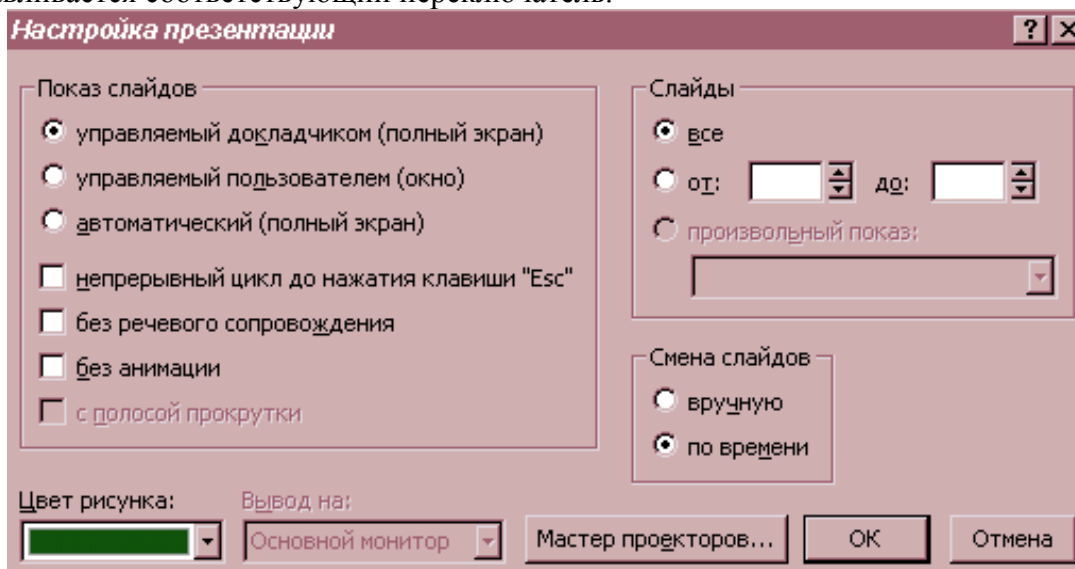 соответствующий переключатель.
Настройка презентации
Показ слайдов
управляемый докладчиком (полный экран)
управляемый пользователем (окно)
автоматический (полный экран)
непрерывный цикл до нажатия клавиши "Esc"
без речевого сопровождения
без анимации
с полосой прокрутки
Слайды
все
от: до:
произвольный показ:
Смена слайдов
вручную
по времени
Цвет рисунка: Вывод на:
Основной монитор Мастер проекторов... ОК Отмена